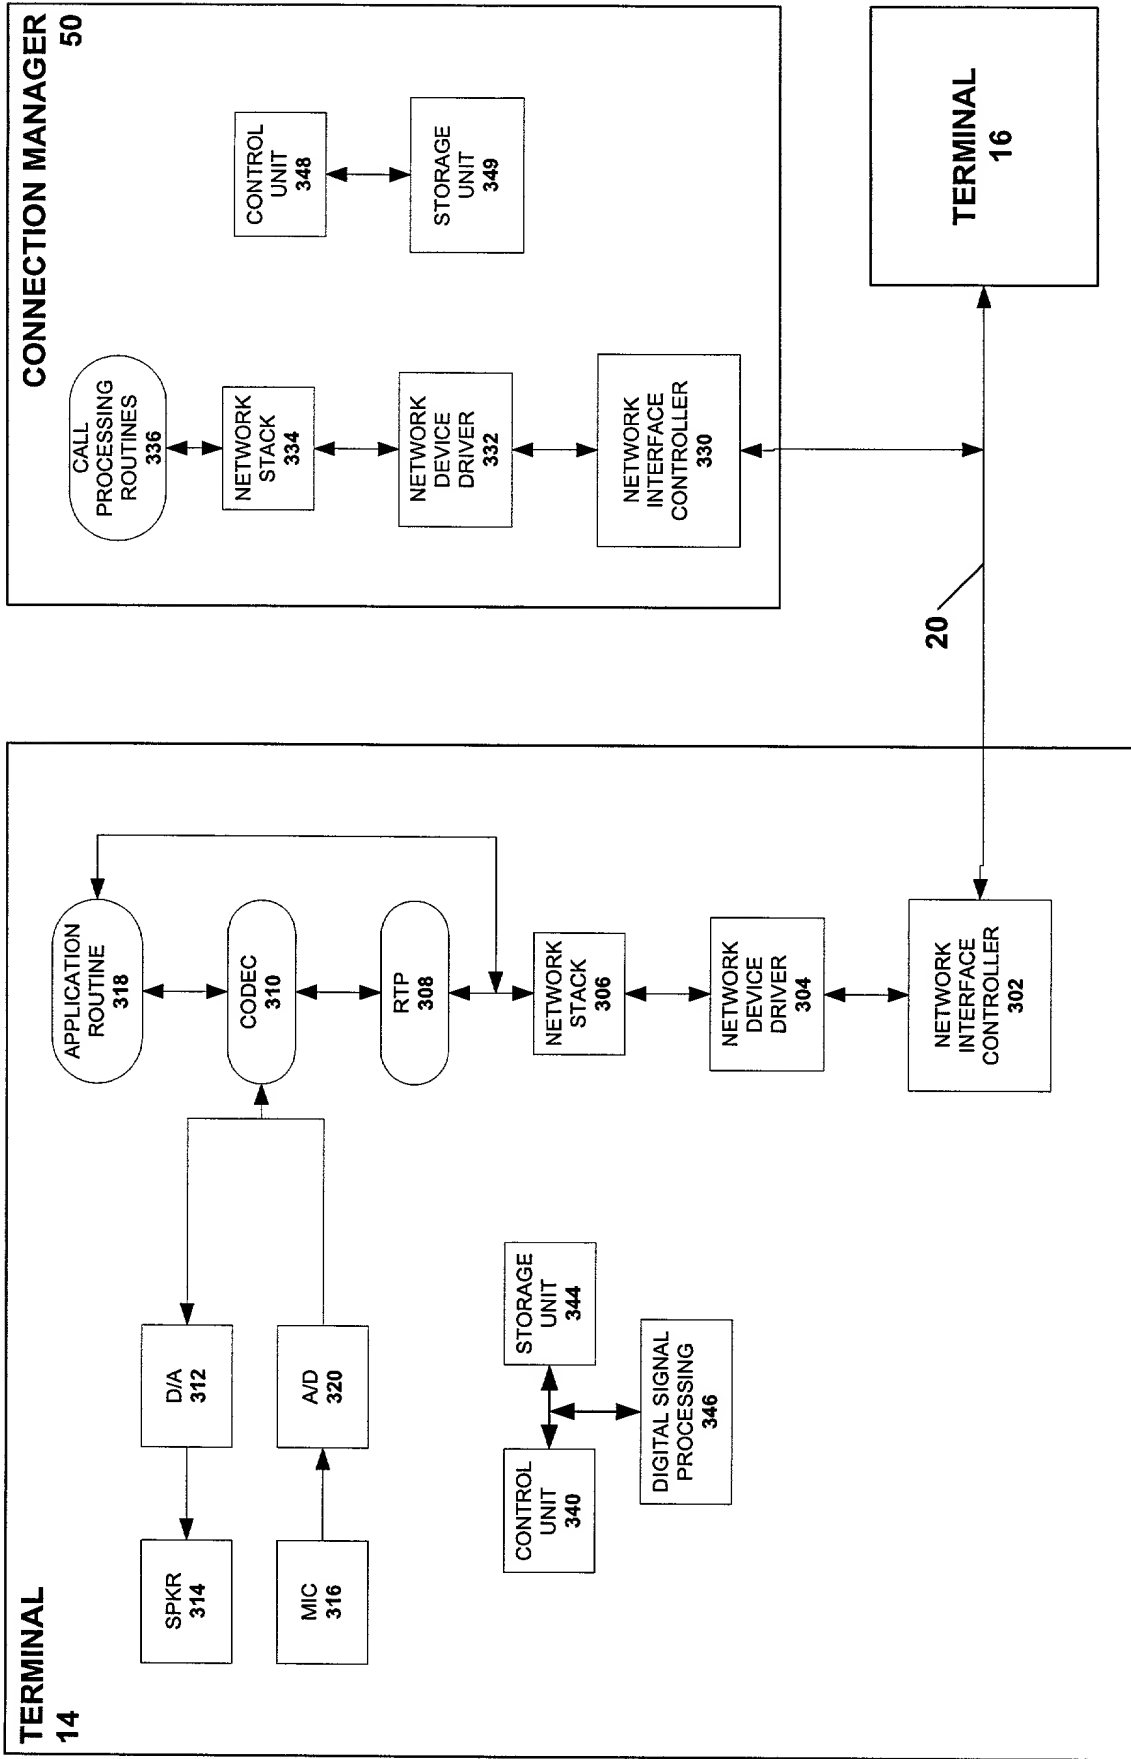 TERMINAL
14
SPKR
314
D/A
312
MIC
316
A/D
320
APPLICATION
ROUTINE
318
CODEC
310
RTP
308
NETWORK
STACK
306
NETWORK
DEVICE
DRIVER
304
NETWORK
INTERFACE
CONTROLLER
302
CONTROL
UNIT
340
STORAGE
UNIT
344
DIGITAL SIGNAL
PROCESSING
346
CONNECTION MANAGER
50
CALL
PROCESSING
ROUTINES
336
NETWORK
STACK
334
NETWORK
DEVICE
DRIVER
332
NETWORK
INTERFACE
CONTROLLER
330
CONTROL
UNIT
348
STORAGE
UNIT
349
20
TERMINAL
16